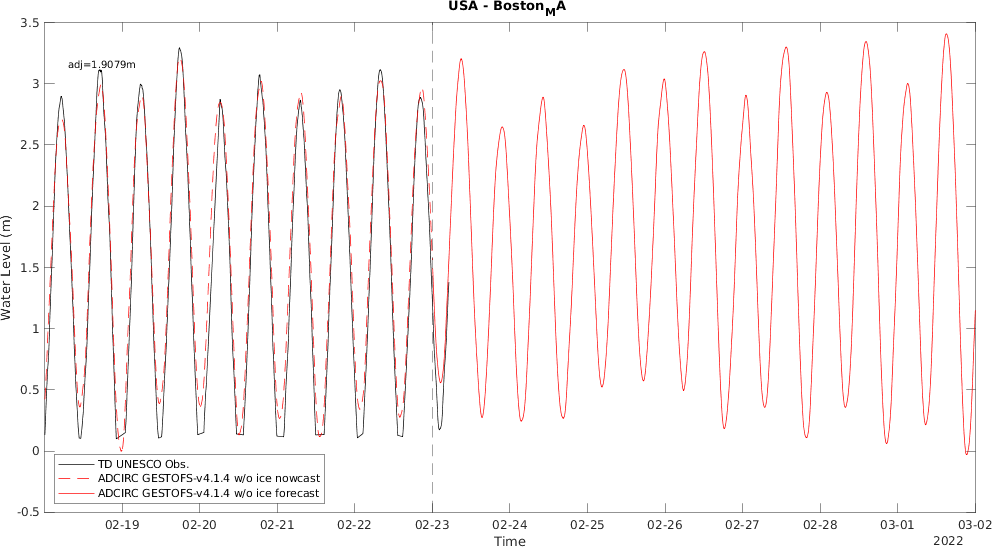 USA - Boston_MA
3.5
3
2.5
2
1.5
1
0.5
0
-0.5
Water Level (m)
adj=1.9079m
TD UNESCO Obs.
ADCIRC GESTOFS-v4.1.4 w/o ice nowcast
ADCIRC GESTOFS-v4.1.4 w/o ice forecast
02-19 02-20 02-21 02-22 02-23 02-24 02-25 02-26 02-27 02-28 03-01 03-02
Time
2022